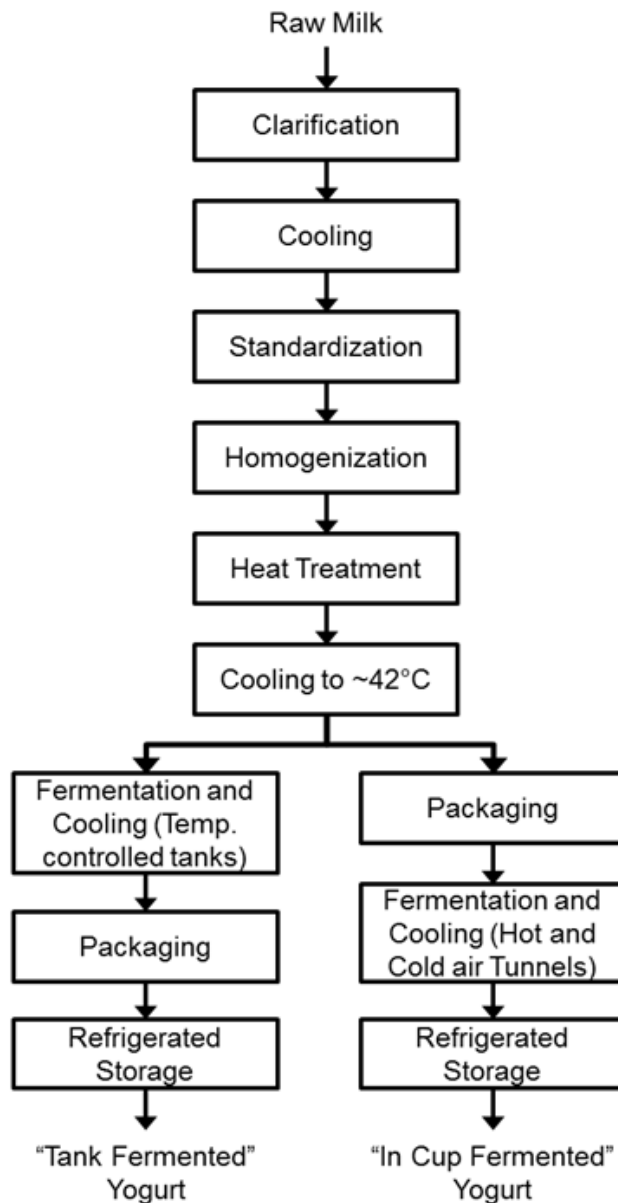 Raw Milk
Clarification
Cooling
Standardization
Homogenization
Heat Treatment
Cooling to ~42°C
Fermentation and
Cooling (Temp.
controlled tanks)
Packaging
Refrigerated
Storage
“Tank Fermented”
Yogurt
Packaging
Fermentation and
Cooling (Hot and
Cold air Tunnels)
Refrigerated
Storage
“In Cup Fermented”
Yogurt